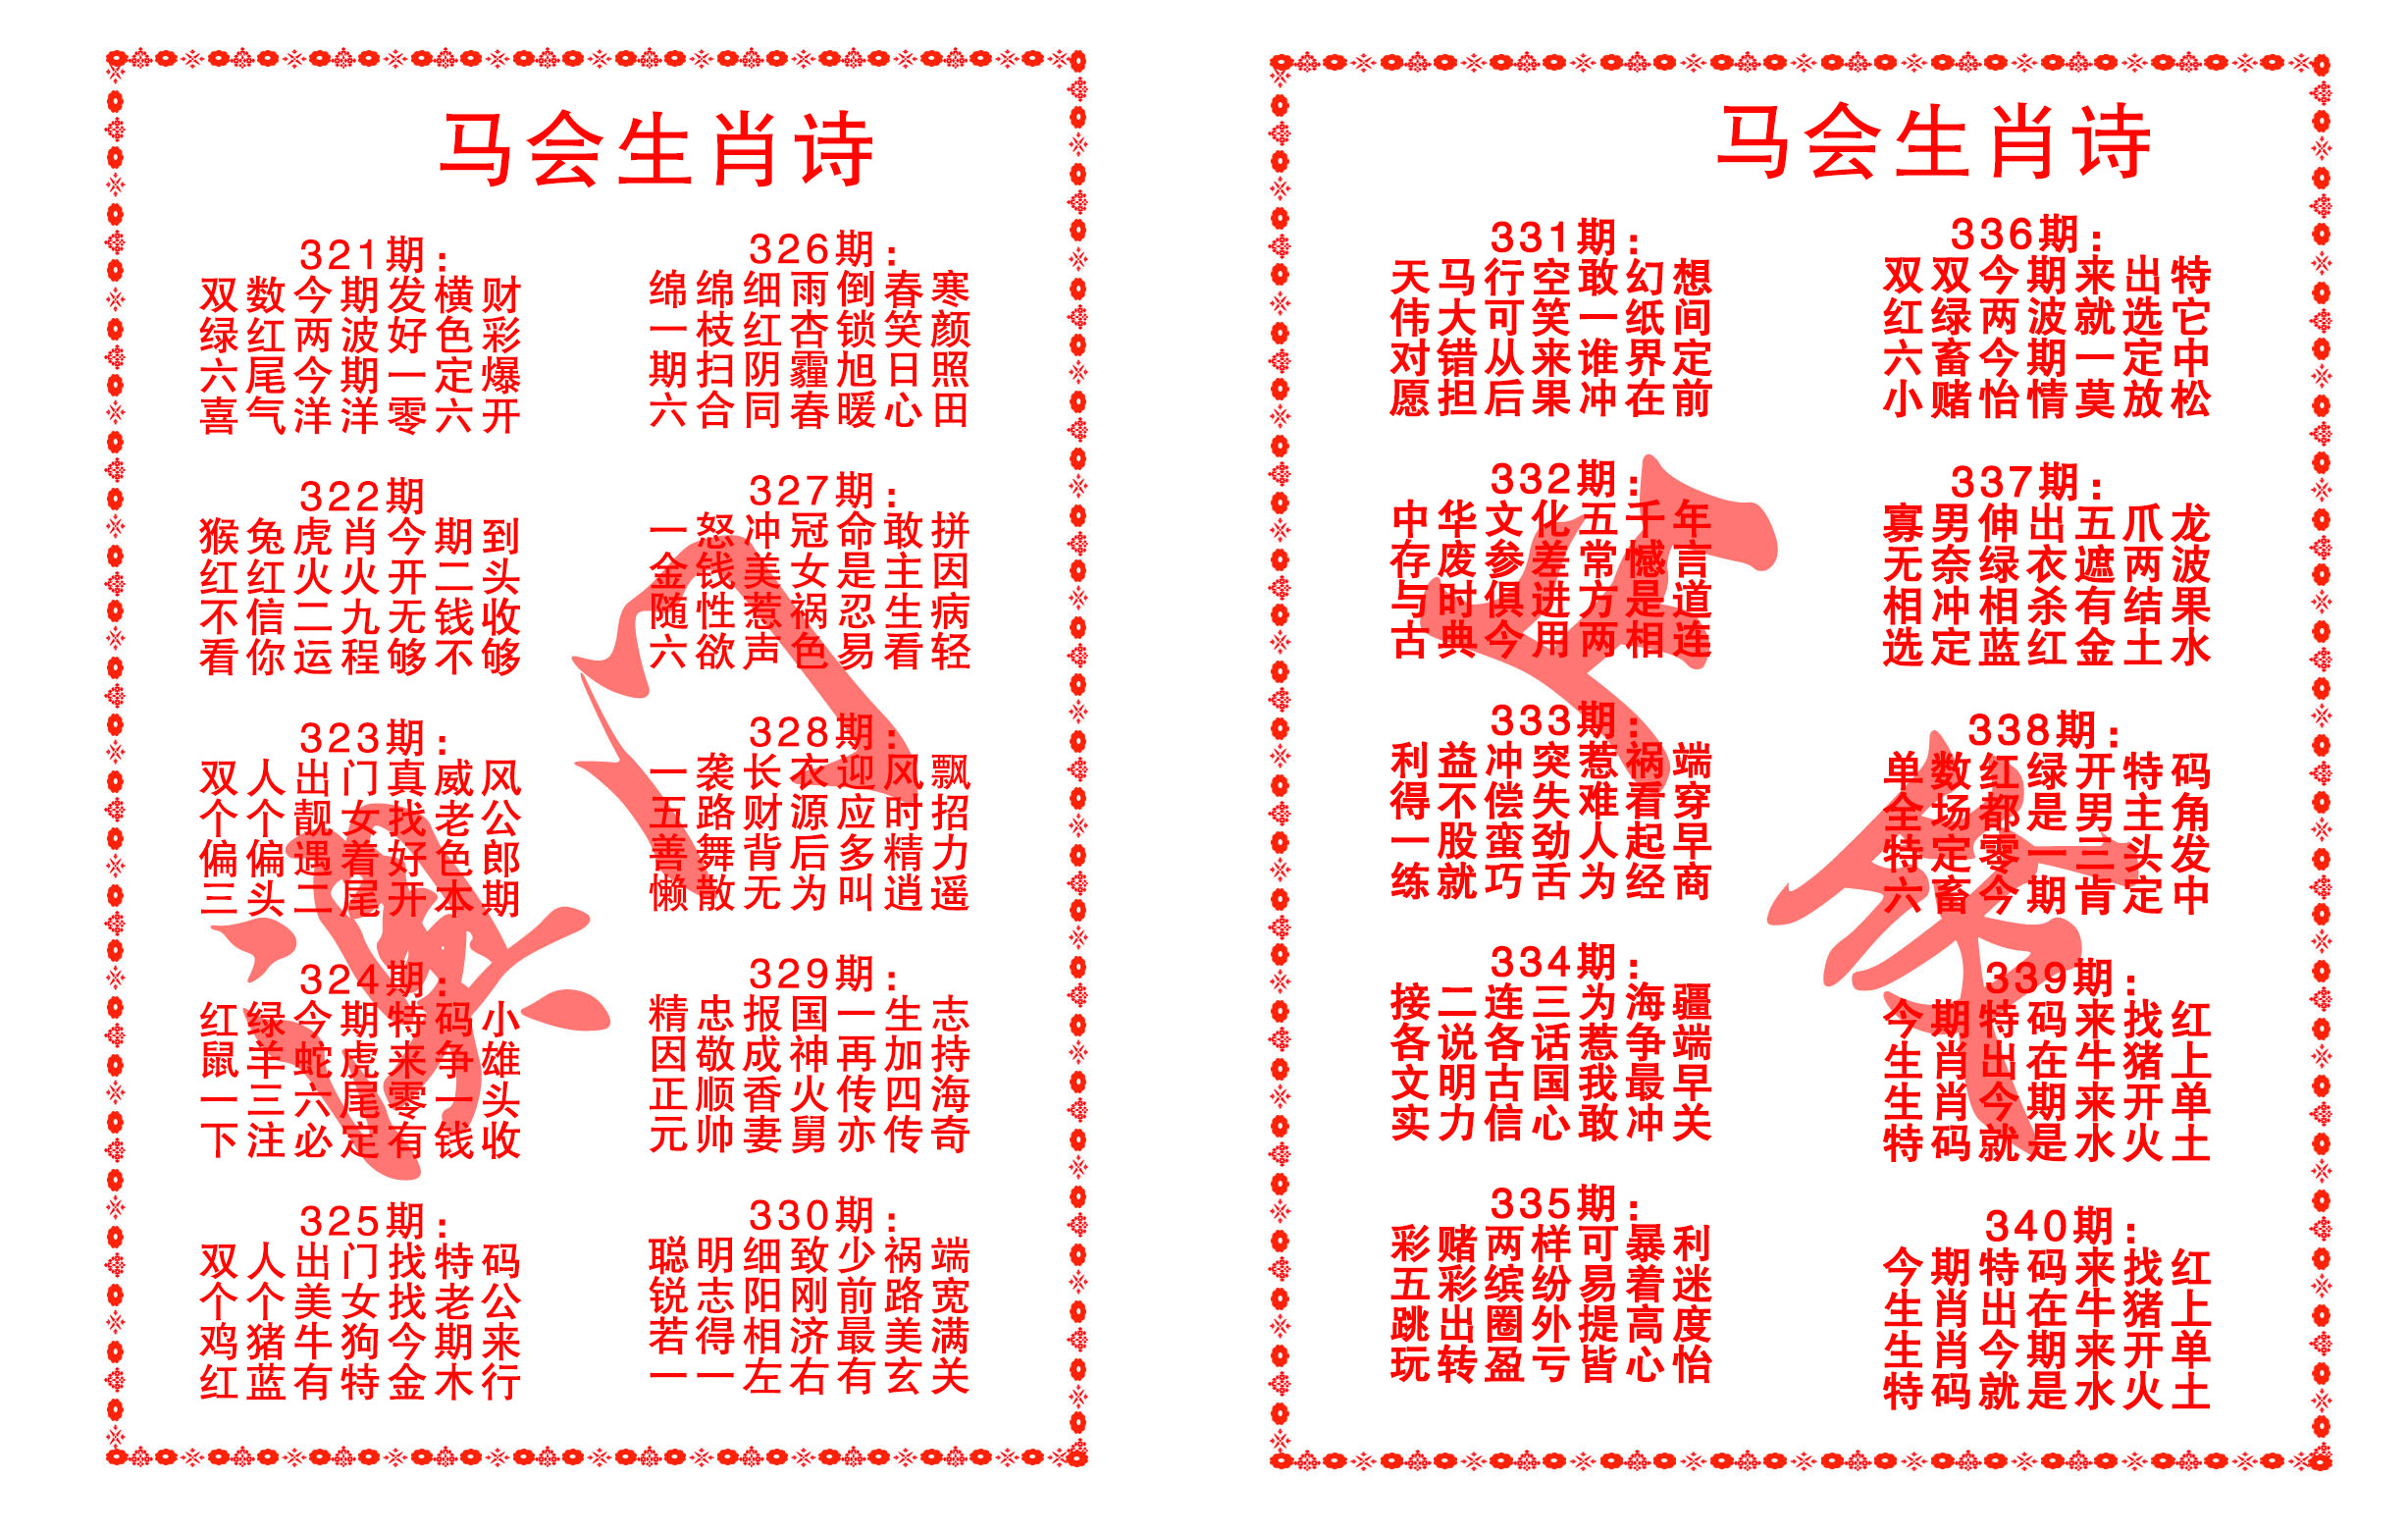 马会生肖诗
321期：
双数今期发横财
绿红两波好色彩
六尾今期一定爆
喜气洋洋零六开
322期
猴兔虎肖今期到
红红火火开二头
不信二九无钱收
看你运程够不够
323期：
双人出门真威风
个个靓女找老公
偏偏遇着好色郎
三头二尾开本期
324期：
红绿今期特码小
鼠羊蛇虎来争雄
一三六尾零一头
下注必定有钱收
325期：
双人出门找特码
个个美女找老公
鸡猪牛狗今期来
红蓝有特金木行
326期：
绵绵细雨倒春寒
一枝红杏锁笑颜
期扫阴霾旭日照
六合同春暖心田
327期：
一怒冲冠命敢拼
金钱美女是主因
随性惹祸忍生病
六欲声色易看轻
328期：
一袭长衣迎风飘
五路财源应时招
善舞背后多精力
懒散无为叫逍遥
329期：
精忠报国一生志
因敬成神再加持
正顺香火传四海
元帅妻舅亦传奇
330期：
聪明细致少祸端
锐志阳刚前路宽
若得相济最美满
一一左右有玄关
马会生肖诗
331期：
天马行空敢幻想
伟大可笑一纸间
对错从来谁界定
愿担后果冲在前
332期：
中华文化五千年
存废参差常憾言
与时俱进方是道
古典今用两相连
333期：
利益冲突惹祸端
得不偿失难看穿
一股蛮劲人起早
练就巧舌为经商
334期：
接二连三为海疆
各说各话惹争端
文明古国我最早
实力信心敢冲关
335期：
彩赌两样可暴利
五彩缤纷易着迷
跳出圈外提高度
玩转盈亏皆心怡
336期：
双双今期来出特
红绿两波就选它
六畜今期一定中
小赌怡情莫放松
337期：
寡男伸出五爪龙
无奈绿衣遮两波
相冲相杀有结果
选定蓝红金土水
338期：
单数红绿开特码
全场都是男主角
特定零一三头发
六畜今期肯定中
339期：
今期特码来找红
生肖出在牛猪上
生肖今期来开单
特码就是水火土
340期：
今期特码来找红
生肖出在牛猪上
生肖今期来开单
特码就是水火土